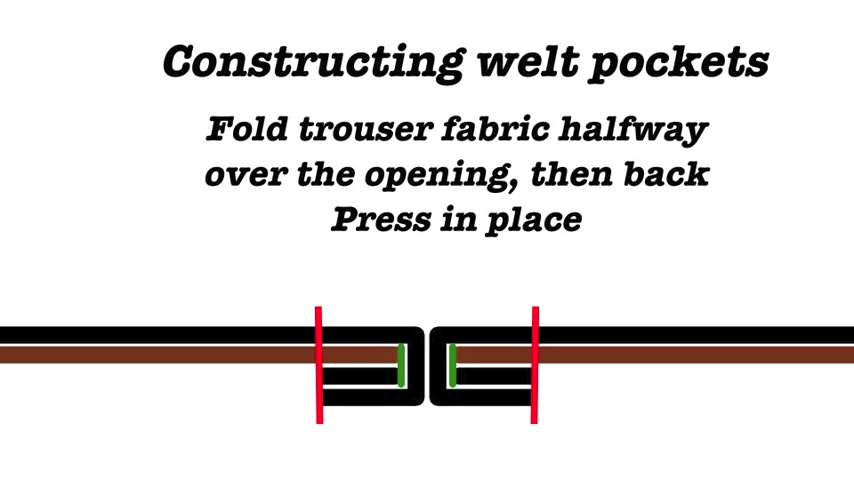 Constructing welt pockets
Fold trouser fabric halfway
over the opening, then back
Press in place